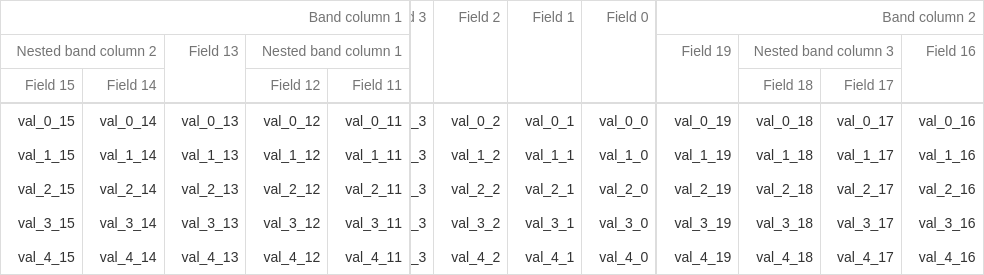 Band column 1 3 Field 2 Field 1 Field 0 Band column 2
Nested band column 2 Field 13 Nested band column 1 Field 19 Nested band column 3 Field 16
Field 15 Field 14 Field 12 Field 11 Field 18 Field 17
val_0_15 val_0_14 val_0_13 val_0_12 val_0_11 _3 val_0_2 val_0_1 val_0_0 val_0_19 val_0_18 val_0_17 val_0_16
val_1_15 val_1_14 val_1_13 val_1_12 val_1_11 _3 val_1_2 val_1_1 val_1_0 val_1_19 val_1_18 val_1_17 val_1_16
val_2_15 val_2_14 val_2_13 val_2_12 val_2_11 _3 val_2_2 val_2_1 val_2_0 val_2_19 val_2_18 val_2_17 val_2_16
val_3_15 val_3_14 val_3_13 val_3_12 val_3_11 _3 val_3_2 val_3_1 val_3_0 val_3_19 val_3_18 val_3_17 val_3_16
val_4_15 val_4_14 val_4_13 val_4_12 val_4_11 _3 val_4_2 val_4_1 val_4_0 val_4_19 val_4_18 val_4_17 val_4_16